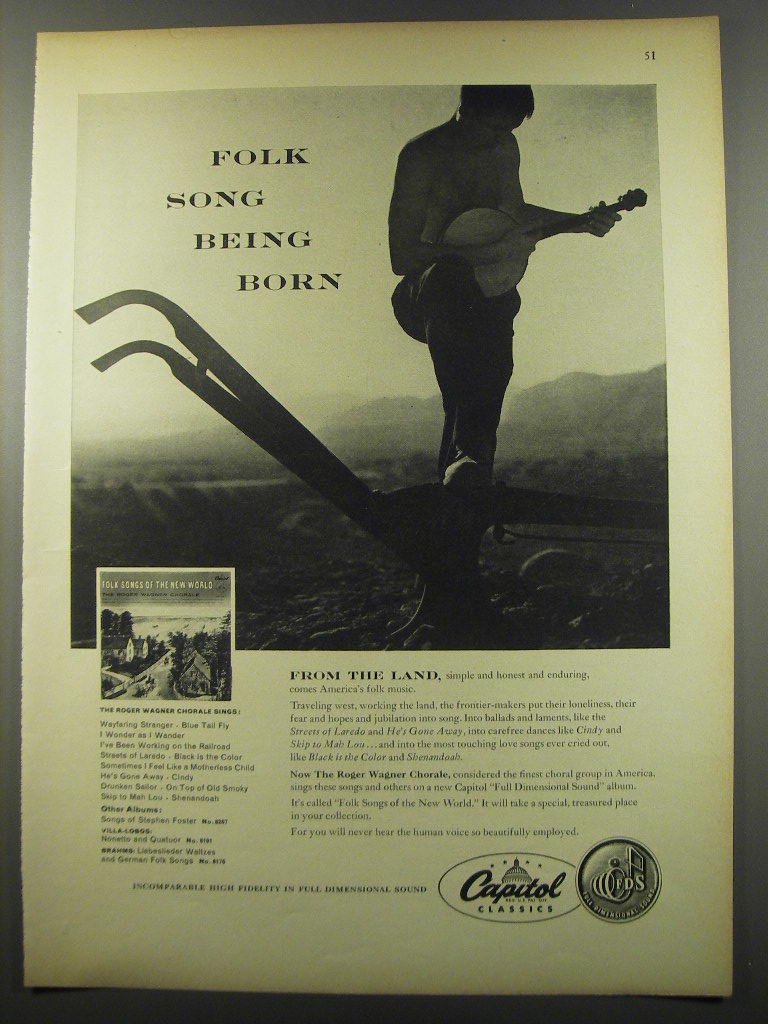 51
FOLK
SONG
BEING
BORN
Capitol
FOLK SONGS OF THE NEW WORLD
THE ROGER WAGNER CHORALE
THE ROGER WAGNER CHORALE SINGS:
Wayfaring Stranger - Blue Tail Fly
I Wonder as I Wander
I've Been Working on the Railroad
Streets of Laredo - Black is the Color
Sometimes I Feel Like a Motherless Child
He's Gone Away - Cindy
Drunken Sailor - On Top of Old Smoky
Skip to Mah Lou - Shenandoah
Other Albums:
Songs of Stephen Foster No. 8267
VILLA-LOBOS:
Nonetto and Quatuor No. 8191
BRAHMS: Liebeslieder Waltzes
and German Folk Songs No. 8176
FROM THE LAND, simple and honest and enduring,
comes America's folk music.
Traveling west, working the land, the frontier-makers put their loneliness, their
fear and hopes and jubilation into song. Into ballads and laments, like the
Streets of Laredo and He's Gone Away, into carefree dances like Cindy and
Skip to Mah Lou...and into the most touching love songs ever cried out,
like Black is the Color and Shenandoah.
Now The Roger Wagner Chorale, considered the finest choral group in America,
sings these songs and others on a new Capitol "Full Dimensional Sound" album.
It's called "Folk Songs of the New World." It will take a special, treasured place
in your collection.
For you will never hear the human voice so beautifully employed.
INCOMPARABLE HIGH FIDELITY IN FULL DIMENSIONAL SOUND
Capitol
REG. U.S. PAT. OFF.
CLASSICS
FDS
FULL DIMENSIONAL SOUND